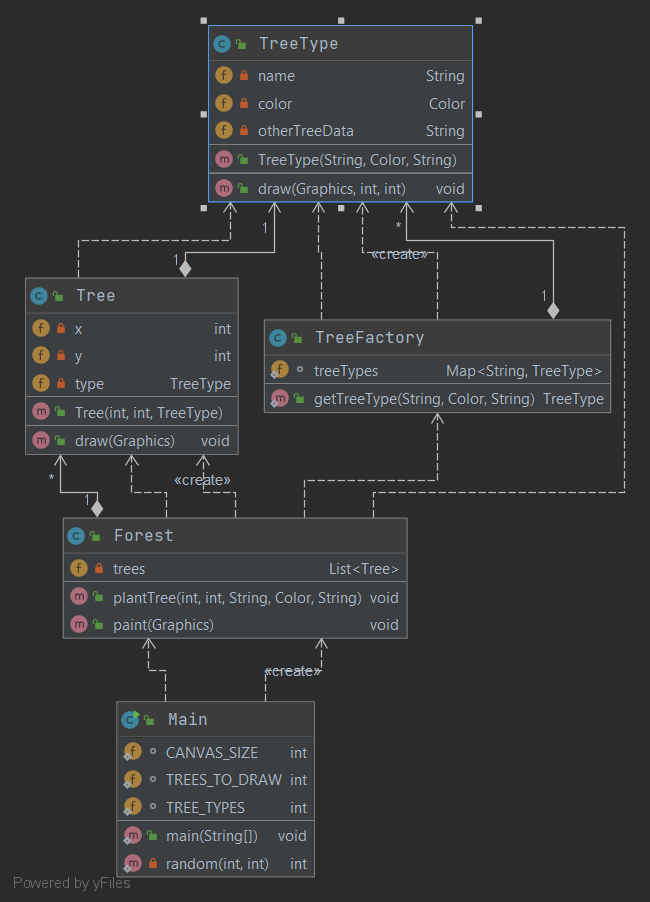 TreeType
name String
color Color
otherTreeData String
TreeType(String, Color, String)
draw(Graphics, int, int) void
1
*
«create»
1
1
Tree
x int
y int
type TreeType
Tree(int, int, TreeType)
draw(Graphics) void
TreeFactory
treeTypes Map<String, TreeType>
getTreeType(String, Color, String) TreeType
*
«create»
1
Forest
trees List<Tree>
plantTree(int, int, String, Color, String) void
paint(Graphics) void
«create»
Main
CANVAS_SIZE int
TREES_TO_DRAW int
TREE_TYPES int
main(String[]) void
random(int, int) int
Powered by yFiles